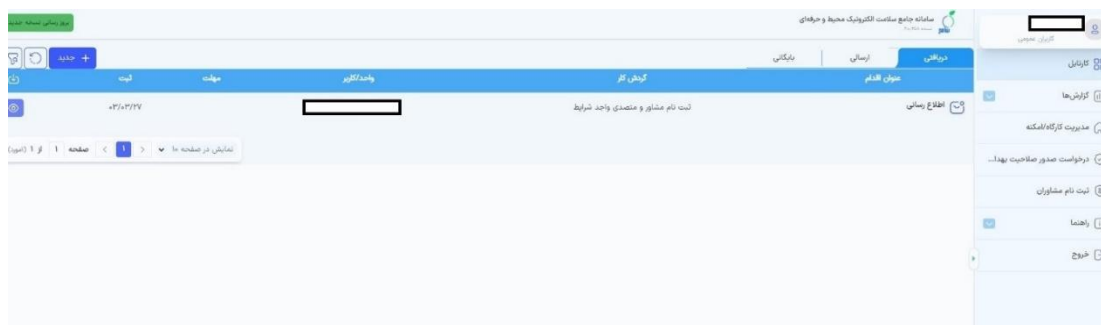 سامانه جامع سلامت الکترونیک محیط و حرفه‌ای
کاربران عمومی
کارتابل
گزارش‌ها
مدیریت کارگاه/امکنه
درخواست صدور صلاحیت بهدا...
ثبت نام مشاوران
راهنما
خروج
دریافتی
ارسالی
بایگانی
+ جدید
عنوان اقدام گردش کار واحد/کاربر مهلت ثبت
اطلاع رسانی ثبت نام مشاور و متصدی واجد شرایط ۰۳/۰۳/۲۷
نمایش در صفحه ۱۰ < ۱ > صفحه ۱ از 1